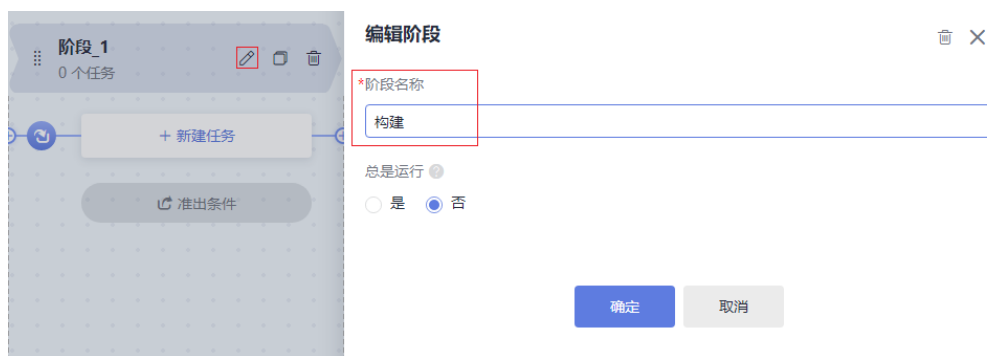 阶段_1
0 个任务
+ 新建任务
准出条件
编辑阶段
*阶段名称
构建
总是运行 ?
是 否
确定 取消